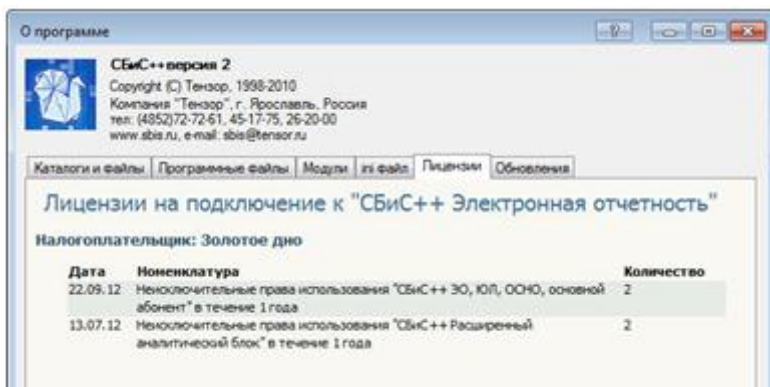 О программе
СБиС++ версия 2
Copyright (C) Тензор, 1998-2010
Компания "Тензор", г. Ярославль, Россия
тел: (4852)72-72-61, 45-17-75, 26-20-00
www.sbis.ru, e-mail: sbis@tensor.ru
Каталоги и файлы Программные файлы Модули ini файл Лицензии Обновления
Лицензии на подключение к "СБиС++ Электронная отчетность"
Налогоплательщик: Золотое дно
Дата Номенклатура Количество
22.09.12 Неисключительные права использования "СБиС++ ЭО, ЮЛ, ОСНО, основной 2
абонент" в течение 1 года
13.07.12 Неисключительные права использования "СБиС++ Расширенный 2
аналитический блок" в течение 1 года